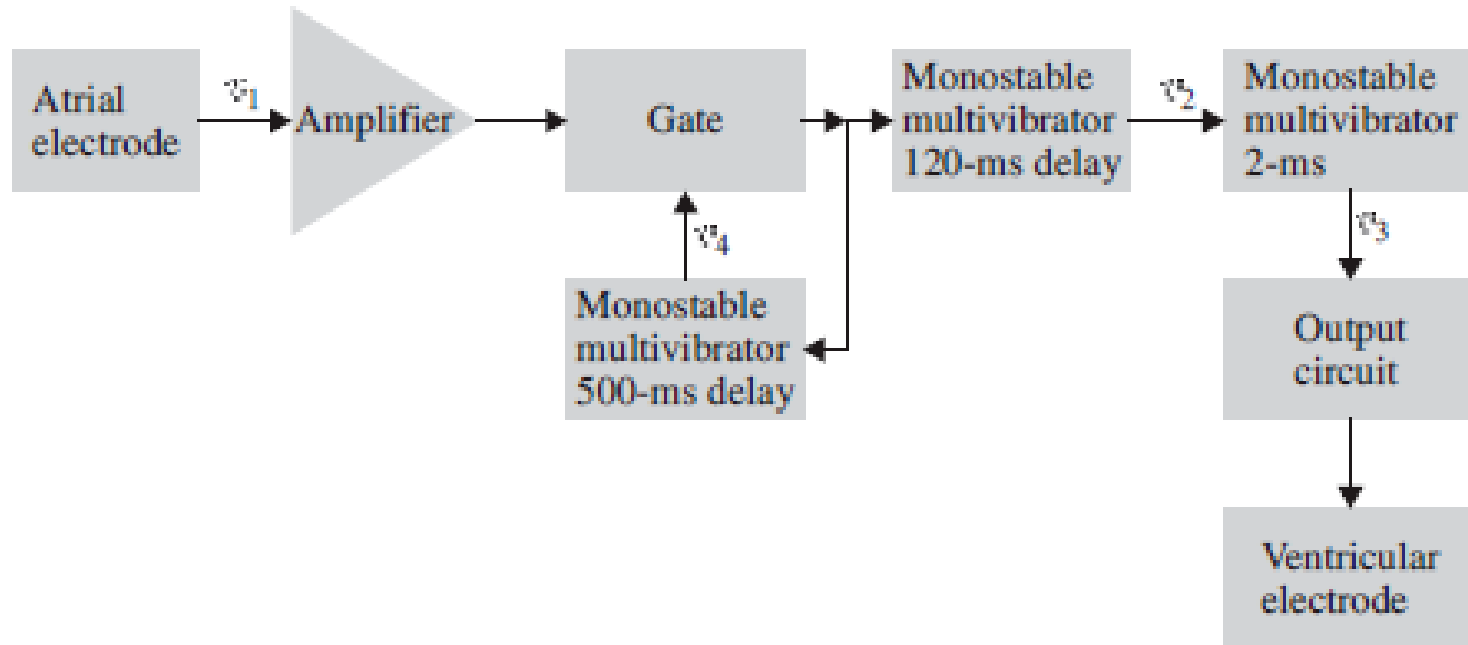 Atrial
electrode
v1
Amplifier
Gate
Monostable
multivibrator
120-ms delay
v2
Monostable
multivibrator
2-ms
v3
v4
Monostable
multivibrator
500-ms delay
Output
circuit
Ventricular
electrode